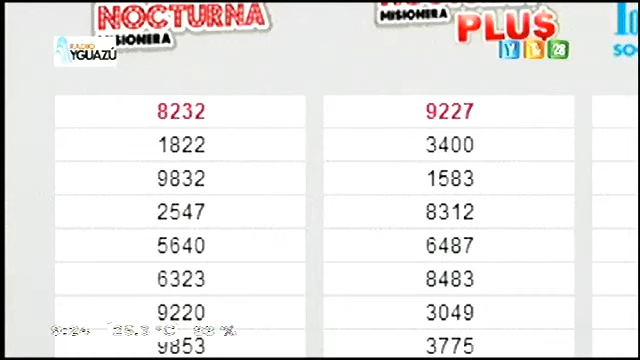 NOCTURNA
MISIONERA
MISIONERA
PLU$
RADIO
YGUAZÚ
8232 9227
1822 3400
9832 1583
2547 8312
5640 6487
6323 8483
9220 3049
9853 3775